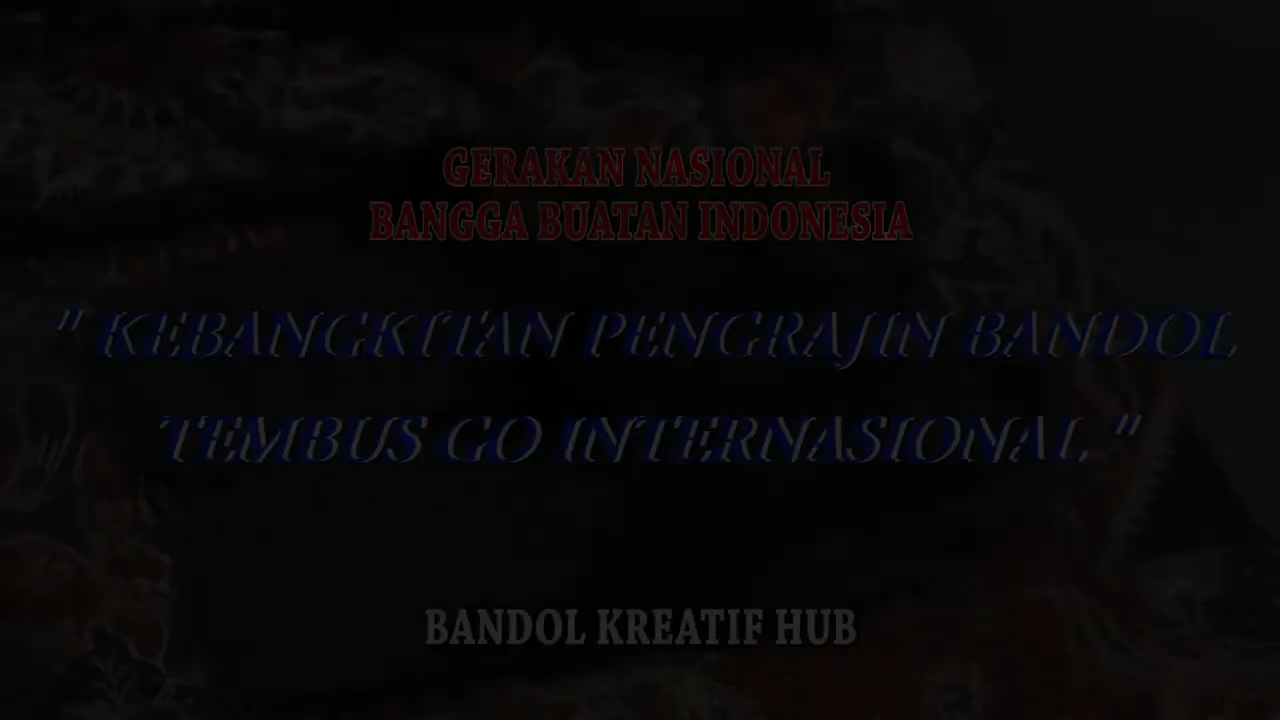 GERAKAN NASIONAL
BANGGA BUATAN INDONESIA
" KEBANGKITAN PENGRAJIN BANDOL
TEMBUS GO INTERNASIONAL "
BANDOL KREATIF HUB